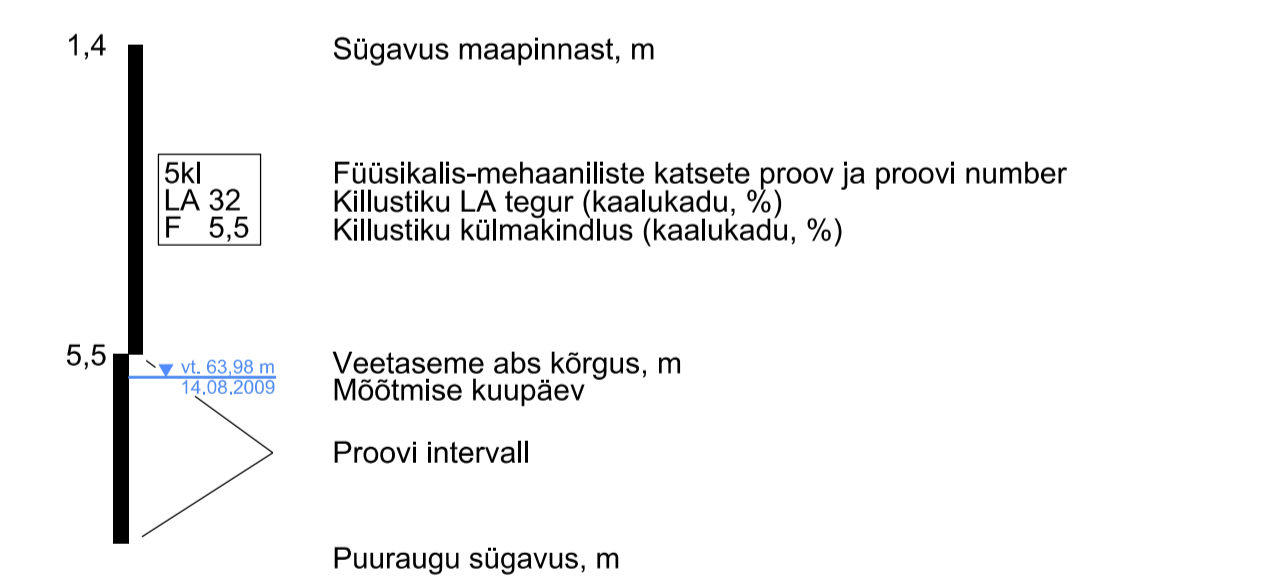 1,4 Sügavus maapinnast, m
5kl Füüsikalis-mehaaniliste katsete proov ja proovi number
LA 32 Killustiku LA tegur (kaalukadu, %)
F 5,5 Killustiku külmakindlus (kaalukadu, %)
5,5 vt. 63,98 m Veetaseme abs kõrgus, m
14.08.2009 Mõõtmise kuupäev
Proovi intervall
Puuraugu sügavus, m